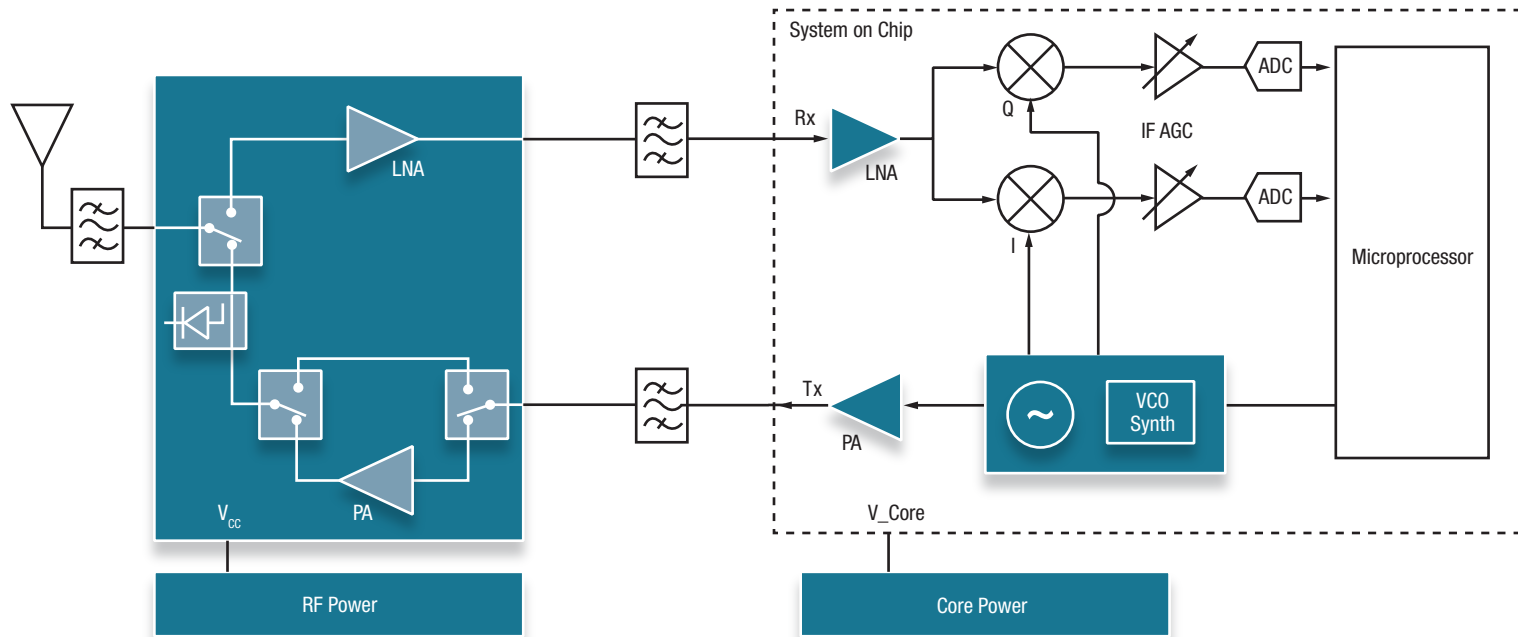 System on Chip
ADC
Q
Rx
IF AGC
LNA
LNA
ADC
I
Microprocessor
Tx
PA
VCO
Synth
PA
Vcc
V_Core
RF Power
Core Power